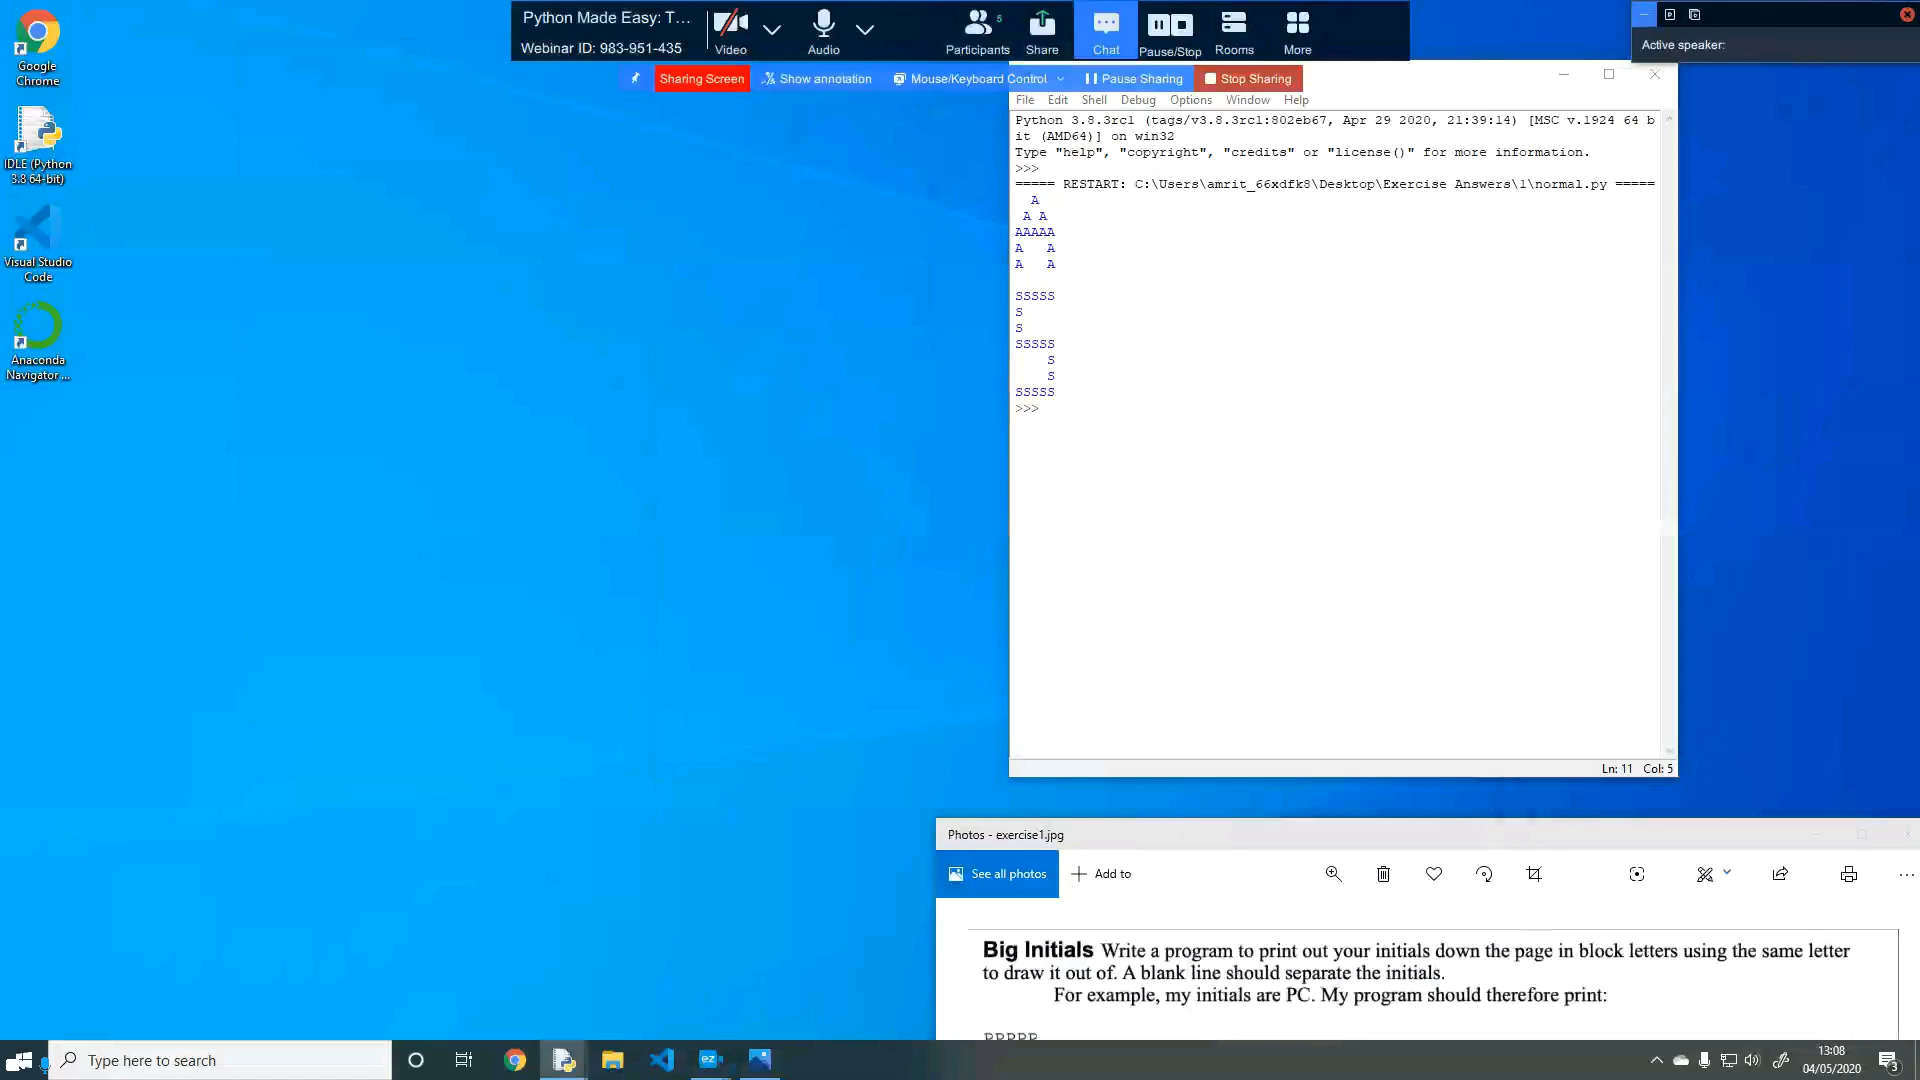 Python Made Easy: T...
Webinar ID: 983-951-435
Video
Audio
Participants
5
Share
Chat
Pause/Stop
Rooms
More
Active speaker:
Sharing Screen
Show annotation
Mouse/Keyboard Control
Pause Sharing
Stop Sharing
Google
Chrome
IDLE (Python
3.8 64-bit)
Visual Studio
Code
Anaconda
Navigator ...
File Edit Shell Debug Options Window Help
Python 3.8.3rc1 (tags/v3.8.3rc1:802eb67, Apr 29 2020, 21:39:14) [MSC v.1924 64 b
it (AMD64)] on win32
Type "help", "copyright", "credits" or "license()" for more information.
>>>
===== RESTART: C:\Users\amrit_66xdfk8\Desktop\Exercise Answers\1\normal.py =====
  A
 A A
AAAAA
A   A
A   A

SSSSS
S
S
SSSSS
    S
    S
SSSSS
>>>
Ln: 11 Col: 5
Photos - exercise1.jpg
See all photos
Add to
Big Initials Write a program to print out your initials down the page in block letters using the same letter
to draw it out of. A blank line should separate the initials.
For example, my initials are PC. My program should therefore print:
PPPPP
Type here to search
ez
13:08
04/05/2020
3